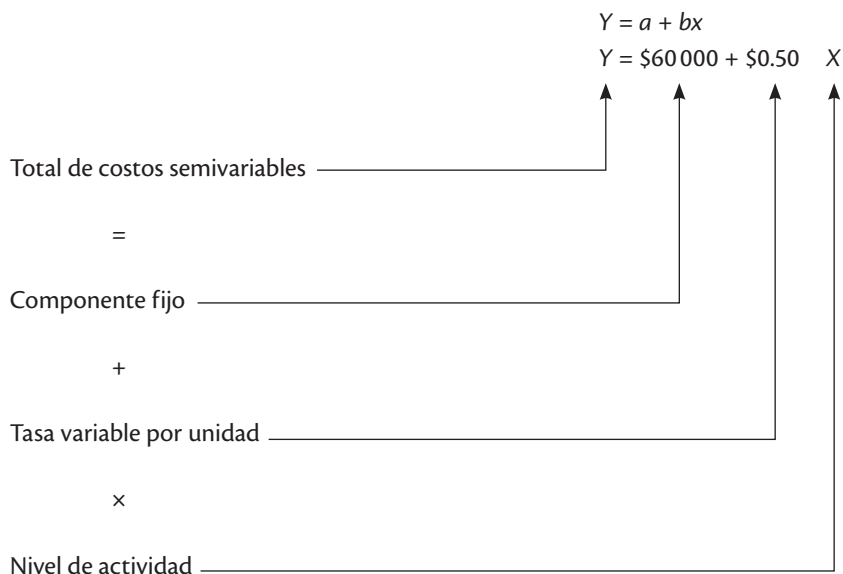 Y = a + bx
Y = $60 000 + $0.50 X
Total de costos semivariables
=
Componente fijo
+
Tasa variable por unidad
×
Nivel de actividad